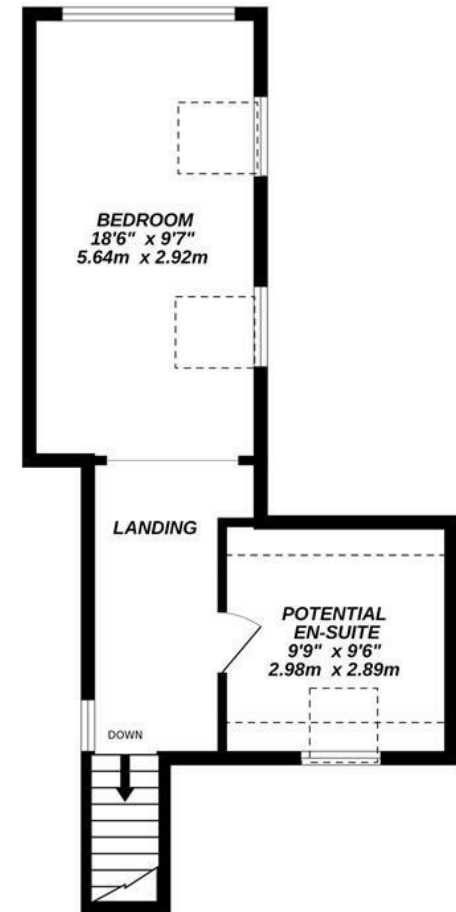 BEDROOM
18'6" x 9'7"
5.64m x 2.92m
LANDING
POTENTIAL
EN-SUITE
9'9" x 9'6"
2.98m x 2.89m
DOWN